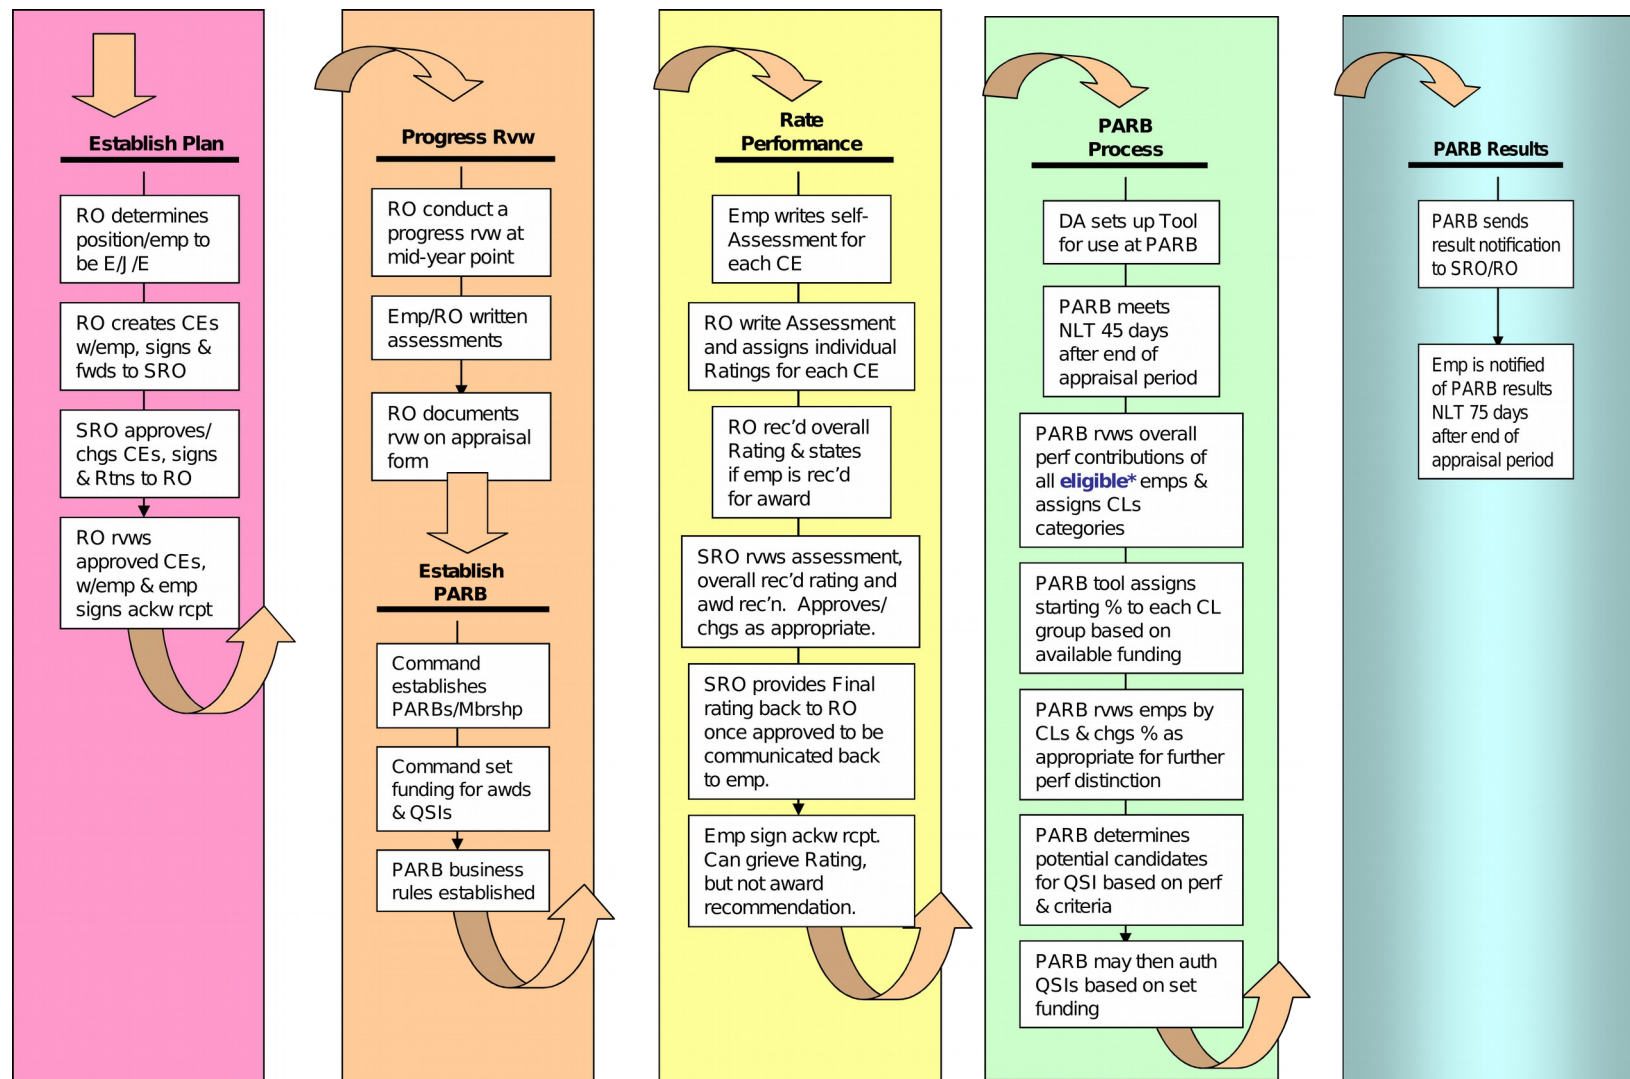 Establish Plan
RO determines
position/emp to
be E/J/E
RO creates CEs
w/emp, signs &
fwds to SRO
SRO approves/
chgs CEs, signs
& Rtns to RO
RO rvws
approved CEs,
w/emp & emp
signs ackw rcpt
Progress Rvw
RO conduct a
progress rvw at
mid-year point
Emp/RO written
assessments
RO documents
rvw on appraisal
form
Establish
PARB
Command
establishes
PARBs/Mbrshp
Command set
funding for awds
& QSIs
PARB business
rules established
Rate
Performance
Emp writes self-
Assessment for
each CE
RO write Assessment
and assigns individual
Ratings for each CE
RO rec'd overall
Rating & states
if emp is rec'd
for award
SRO rvws assessment,
overall rec'd rating and
awd rec'n.  Approves/
chgs as appropriate.
SRO provides Final
rating back to RO
once approved to be
communicated back
to emp.
Emp sign ackw rcpt.
Can grieve Rating,
but not award
recommendation.
PARB
Process
DA sets up Tool
for use at PARB
PARB meets
NLT 45 days
after end of
appraisal period
PARB rvws overall
perf contributions of
all eligible* emps &
assigns CLs
categories
PARB tool assigns
starting % to each CL
group based on
available funding
PARB rvws emps by
CLs & chgs % as
appropriate for further
perf distinction
PARB determines
potential candidates
for QSI based on perf
& criteria
PARB may then auth
QSIs based on set
funding
PARB Results
PARB sends
result notification
to SRO/RO
Emp is notified
of PARB results
NLT 75 days
after end of
appraisal period